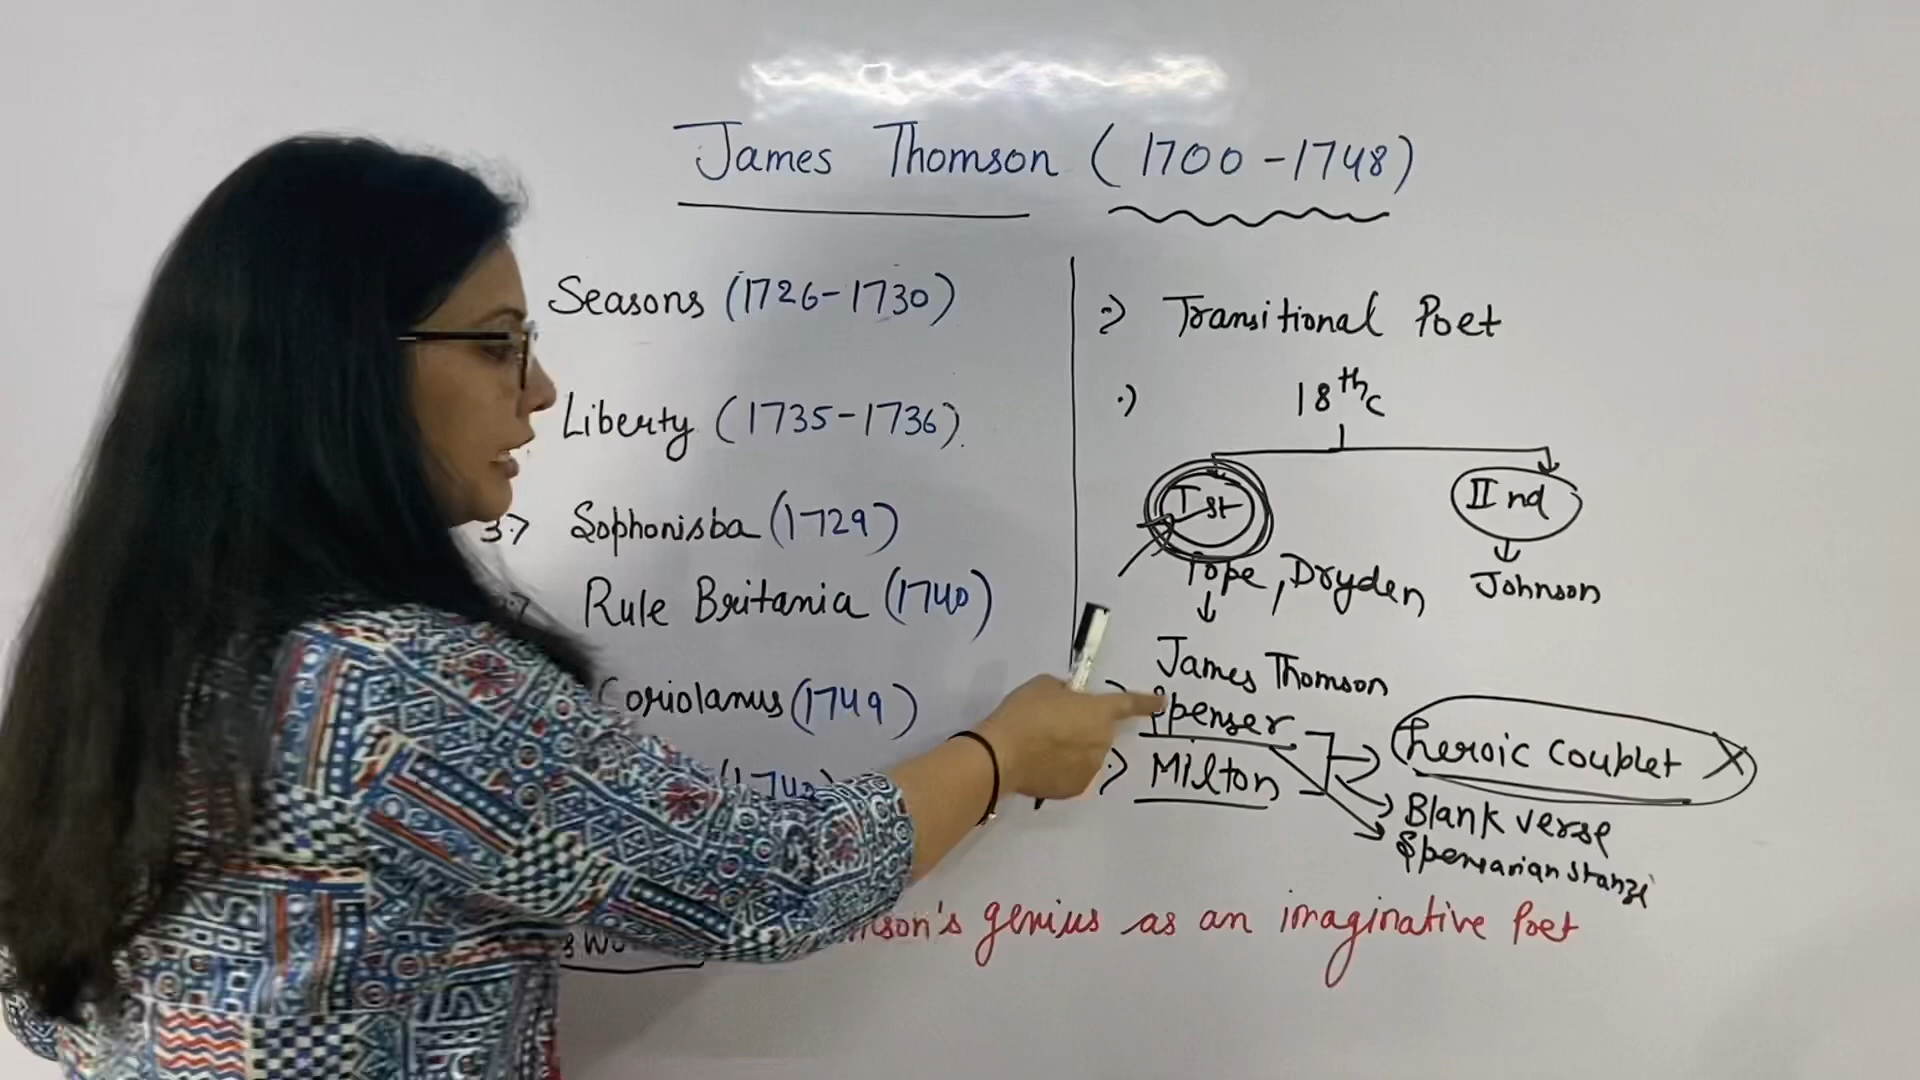 James Thomson (1700-1748)
Seasons (1726-1730)
Liberty (1735-1736).
3.7 Sophonisba (1729)
Rule Britania (1740)
Coriolanus (1749)
:) Transitional Poet
.) 18th c
Ist
IInd
Pope, Dryden
Johnson
James Thomson
Spenser
.) Milton
heroic couplet X
Blank verse
genius as an imaginative Poet